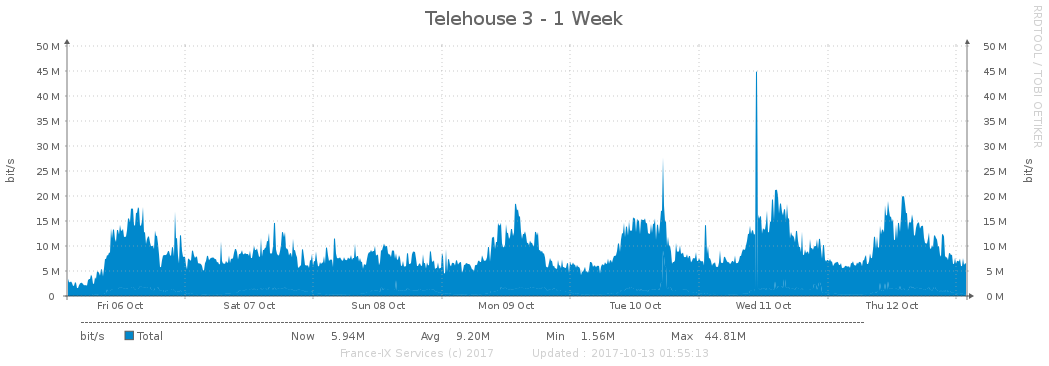 Telehouse 3 - 1 Week
RRDTOOL / TOBI OETIKER
bit/s
bit/s
50 M 50 M
45 M 45 M
40 M 40 M
35 M 35 M
30 M 30 M
25 M 25 M
20 M 20 M
15 M 15 M
10 M 10 M
5 M 5 M
0 0 M
Fri 06 Oct Sat 07 Oct Sun 08 Oct Mon 09 Oct Tue 10 Oct Wed 11 Oct Thu 12 Oct
bit/s Total Now 5.94M Avg 9.20M Min 1.56M Max 44.81M
France-IX Services (c) 2017 Updated : 2017-10-13 01:55:13